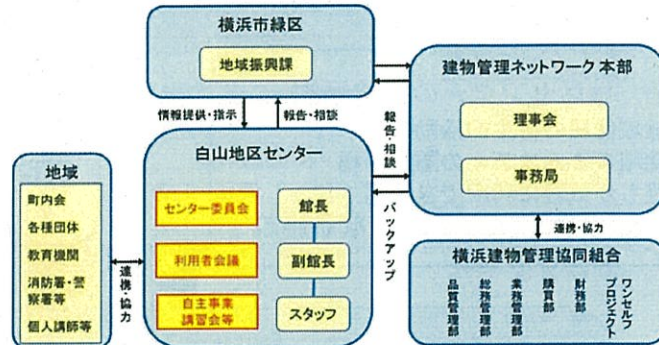 横浜市緑区
地域振興課
建物管理ネットワーク 本部
理事会
事務局
情報提供・指示
報告・相談
報告・相談
バックアップ
地域
町内会
各種団体
教育機関
消防署・警
察署等
個人講師等
連携・協力
白山地区センター
センター委員会
利用者会議
自主事業
講習会等
館長
副館長
スタッフ
連携・協力
横浜建物管理協同組合
品質管理部
総務管理部
業務管理部
購買部
財務部
ワンセルフ
プロジェクト